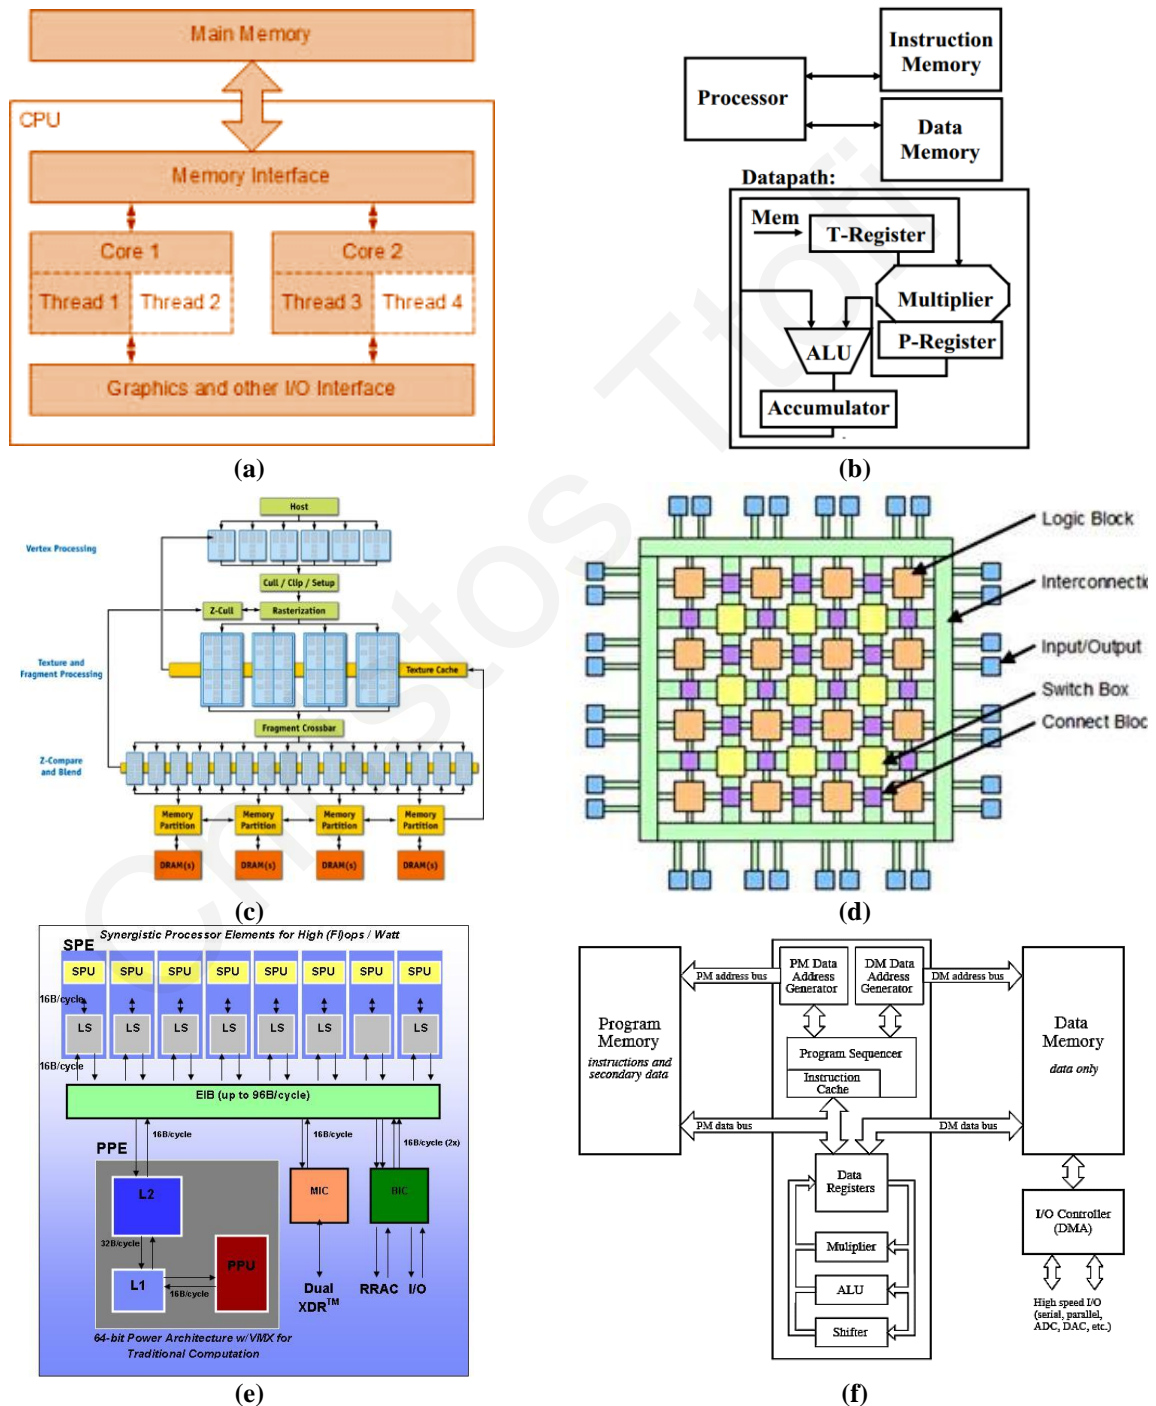 Main Memory
CPU
Memory Interface
Core 1
Core 2
Thread 1
Thread 2
Thread 3
Thread 4
Graphics and other I/O Interface
(a)
Instruction
Memory
Processor
Data
Memory
Datapath:
Mem
T-Register
Multiplier
P-Register
ALU
Accumulator
(b)
Host
Vertex Processing
Cull / Clip / Setup
Z-Cull
Rasterization
Texture and
Fragment Processing
Texture Cache
Fragment Crossbar
Z-Compare
and Blend
Memory
Partition
Memory
Partition
Memory
Partition
Memory
Partition
DRAM(s)
DRAM(s)
DRAM(s)
DRAM(s)
(c)
Logic Block
Interconnectic
Input/Output
Switch Box
Connect Bloc
(d)
Synergistic Processor Elements for High (Fl)ops / Watt
SPE
SPU SPU SPU SPU SPU SPU SPU SPU
16B/cycle
LS LS LS LS LS LS LS
16B/cycle
EIB (up to 96B/cycle)
16B/cycle
16B/cycle
16B/cycle (2x)
PPE
L2
MIC
BIC
32B/cycle
PPU
L1
16B/cycle
Dual
XDR™
RRAC I/O
64-bit Power Architecture w/VMX for
Traditional Computation
(e)
PM address bus
PM Data
Address
Generator
DM Data
Address
Generator
DM address bus
Program
Memory
instructions and
secondary data
Program Sequencer
Instruction
Cache
Data
Memory
data only
PM data bus
DM data bus
Data
Registers
Muliplier
ALU
Shifter
I/O Controller
(DMA)
High speed I/O
(serial, parallel,
ADC, DAC, etc.)
(f)
Christos Ttofi